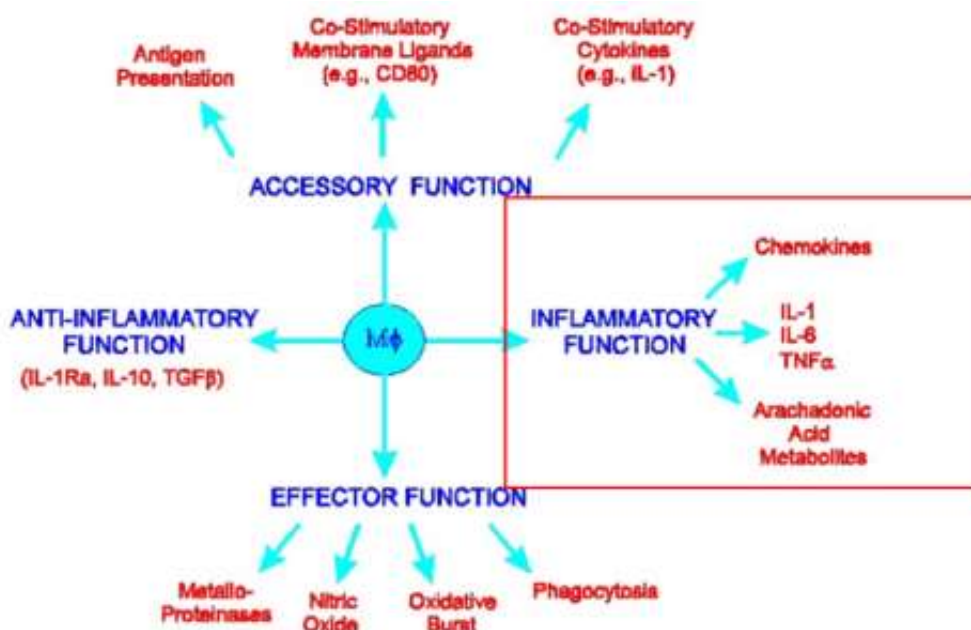 Antigen
Presentation
Co-Stimulatory
Membrane Ligands
(e.g., CD80)
Co-Stimulatory
Cytokines
(e.g., IL-1)
ACCESSORY FUNCTION
Chemokines
ANTI-INFLAMMATORY
FUNCTION
(IL-1Ra, IL-10, TGFβ)
Mϕ
INFLAMMATORY
FUNCTION
IL-1
IL-6
TNFα
Arachadonic
Acid
Metabolites
EFFECTOR FUNCTION
Metallo-
Proteinases
Nitric
Oxide
Oxidative
Burst
Phagocytosis